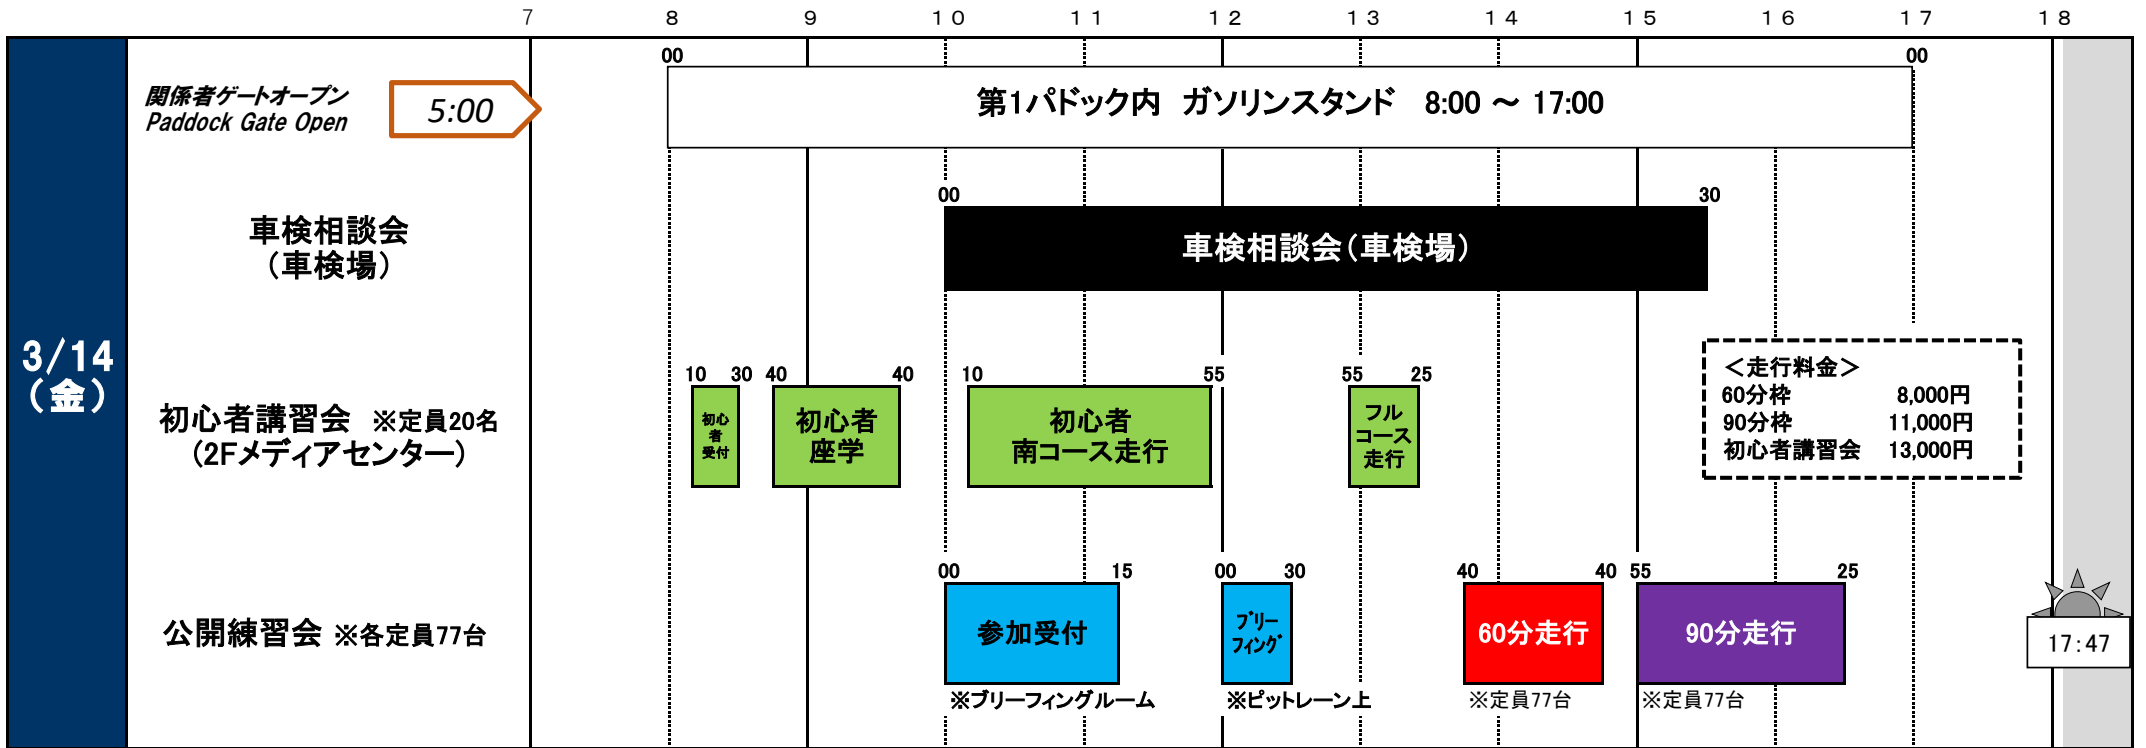 7 8 9 10 11 12 13 14 15 16 17 18
00 00
関係者ゲートオープン
Paddock Gate Open
5:00
第1パドック内 ガソリンスタンド 8:00 ～ 17:00
00 30
車検相談会
（車検場）
車検相談会（車検場）
3/14
（金）
<走行料金>
60分枠 8,000円
90分枠 11,000円
初心者講習会 13,000円
10 30 40 40 10 55 55 25
初心者講習会 ※定員20名
（2Fメディアセンター）
初心
者
受付
初心者
座学
初心者
南コース走行
フル
コース
走行
00 15 00 30 40 40 55 25
公開練習会 ※各定員77台
参加受付
ﾌﾞﾘｰ
ﾌｨﾝｸﾞ
60分走行
90分走行
17:47
※ブリーフィングルーム
※ピットレーン上
※定員77台
※定員77台